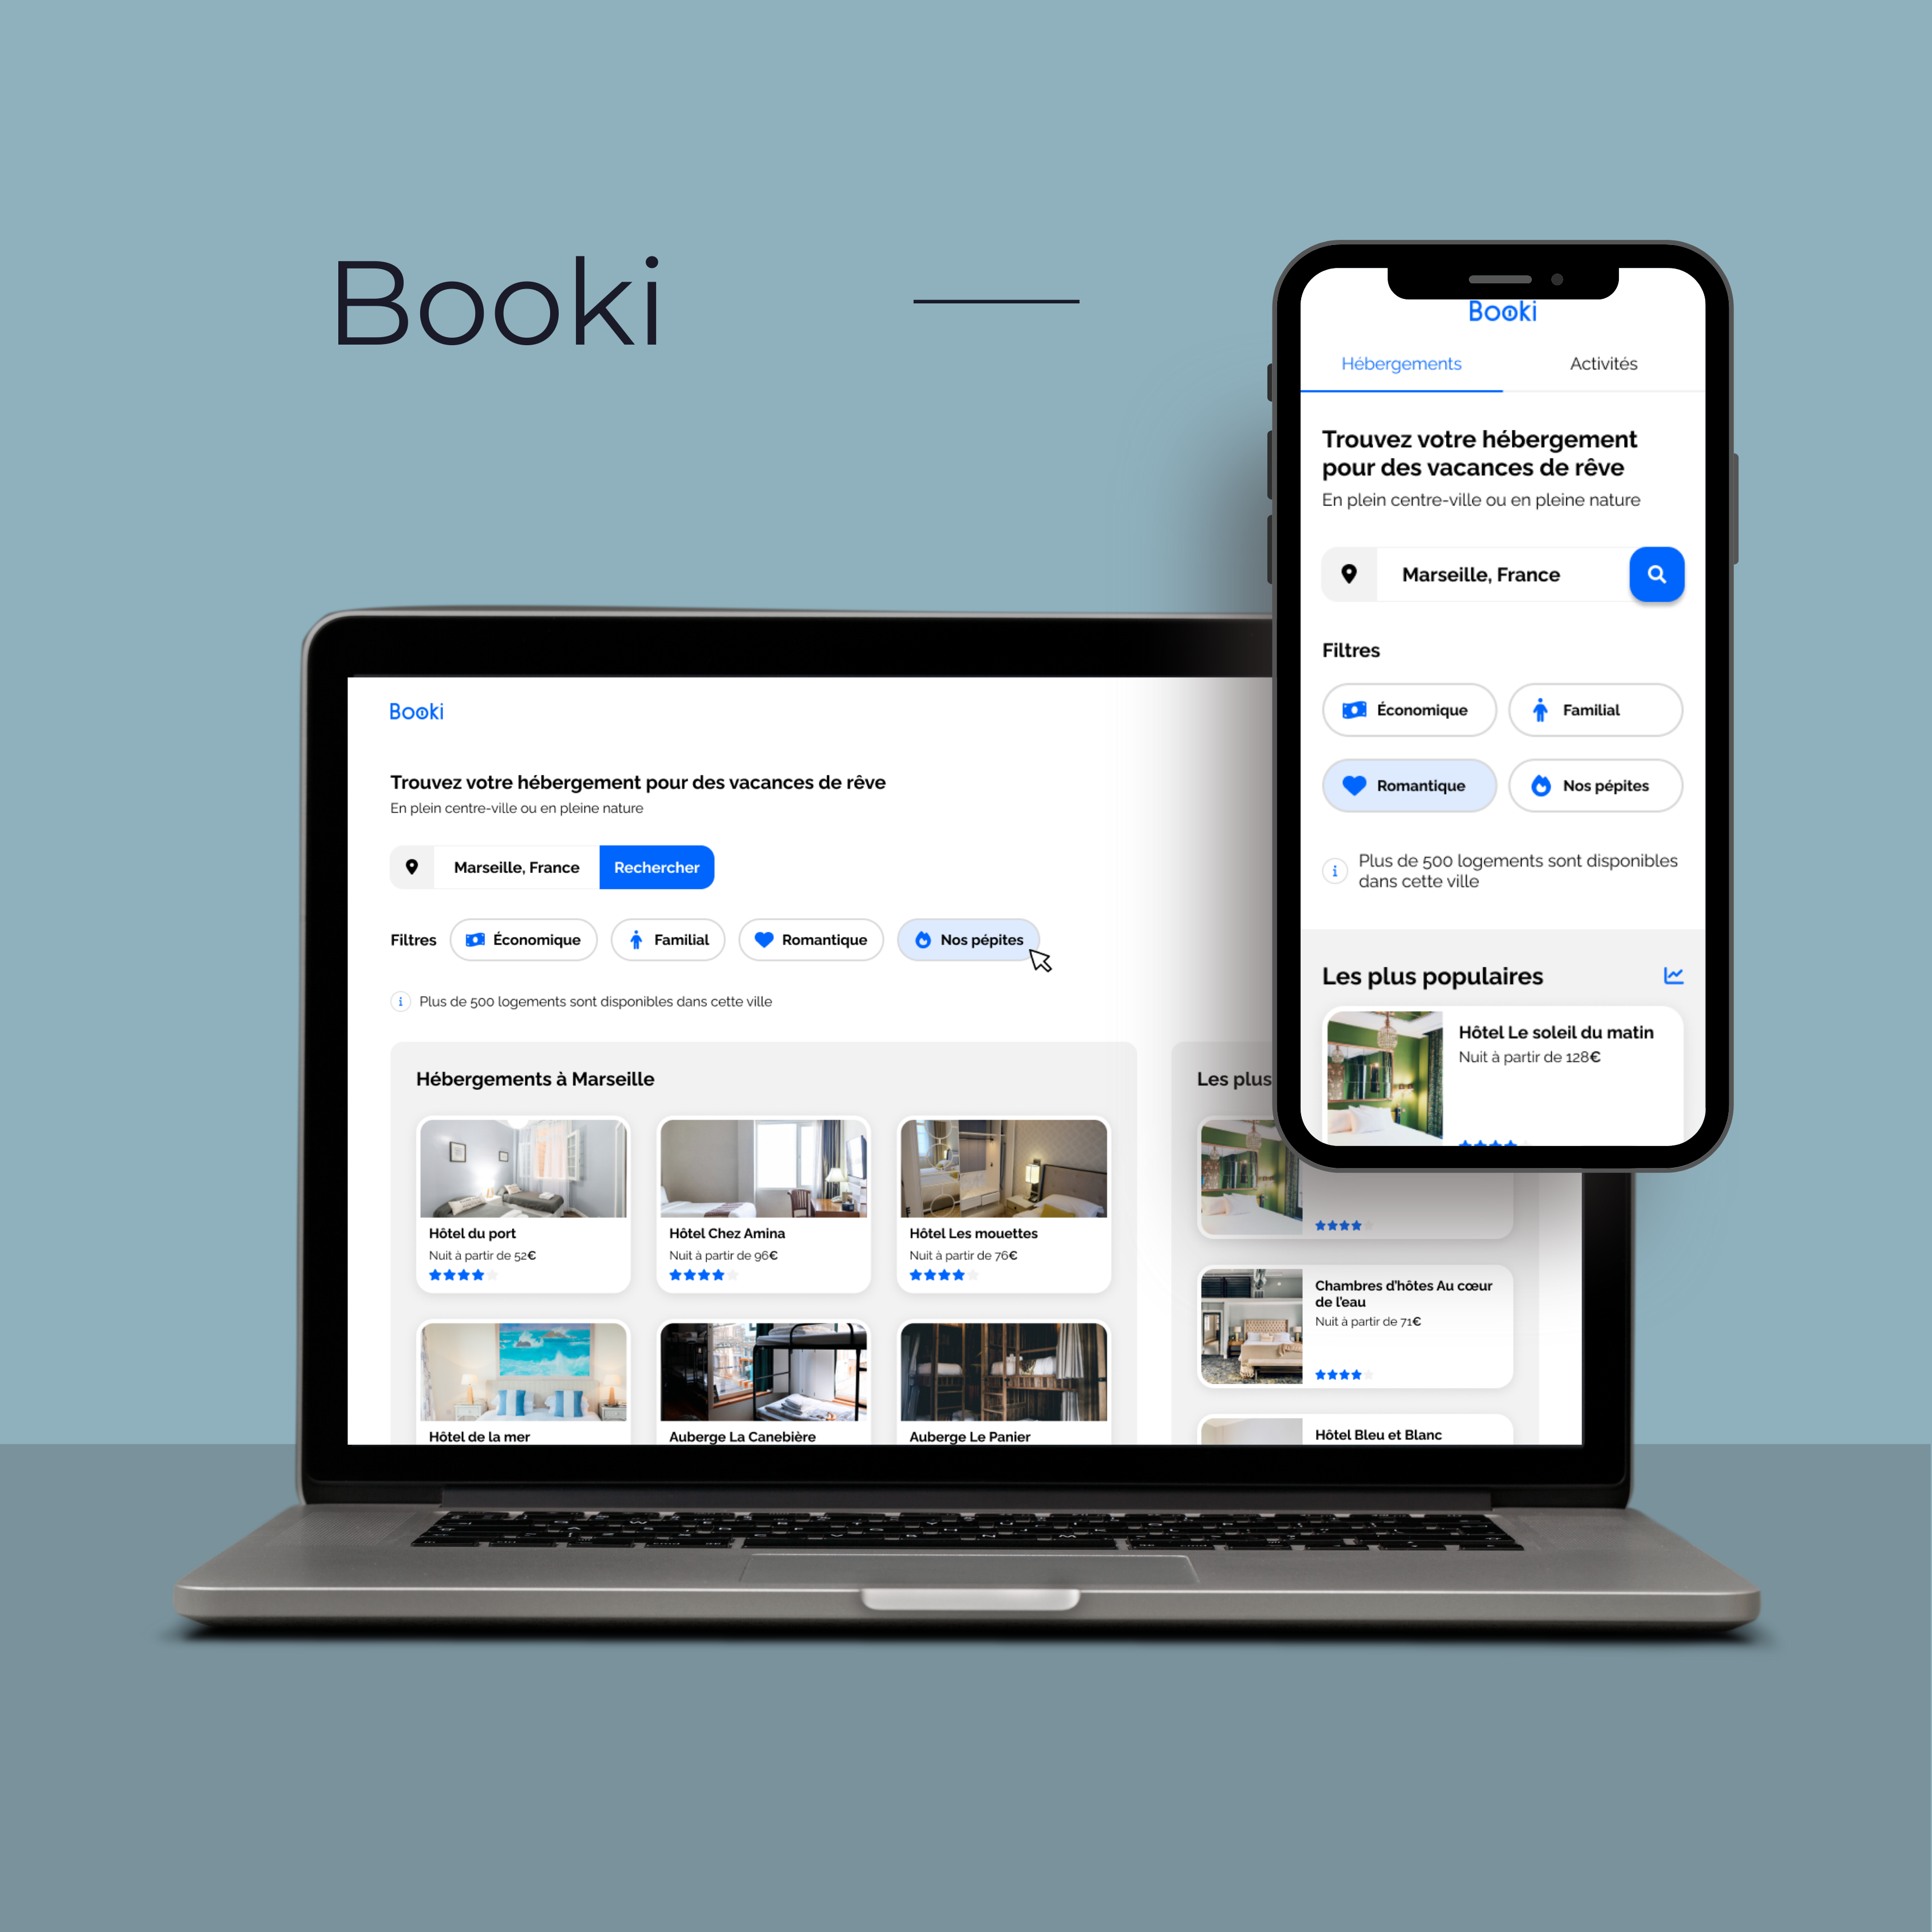 Booki
Booki
Hébergements
Activités
Trouvez votre hébergement
pour des vacances de rêve
En plein centre-ville ou en pleine nature
Marseille, France
Filtres
Économique
Familial
Romantique
Nos pépites
Plus de 500 logements sont disponibles
dans cette ville
Les plus populaires
Hôtel Le soleil du matin
Nuit à partir de 128€
Booki
Trouvez votre hébergement pour des vacances de rêve
En plein centre-ville ou en pleine nature
Marseille, France
Rechercher
Filtres
Économique
Familial
Romantique
Nos pépites
Plus de 500 logements sont disponibles dans cette ville
Hébergements à Marseille
Hôtel du port
Nuit à partir de 52€
Hôtel Chez Amina
Nuit à partir de 96€
Hôtel Les mouettes
Nuit à partir de 76€
Hôtel de la mer
Auberge La Canebière
Auberge Le Panier
Les plus
Chambres d'hôtes Au cœur
de l'eau
Nuit à partir de 71€
Hôtel Bleu et Blanc